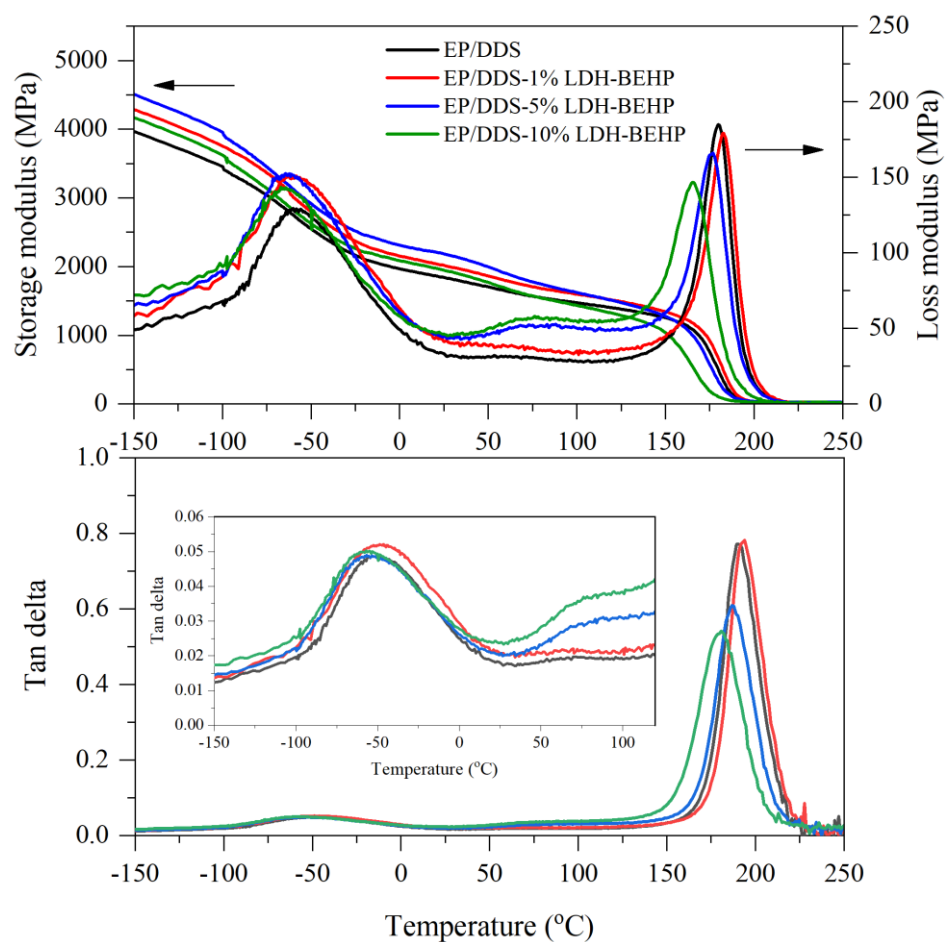 Storage modulus (MPa)
5000
4000
3000
2000
1000
0
EP/DDS
EP/DDS-1% LDH-BEHP
EP/DDS-5% LDH-BEHP
EP/DDS-10% LDH-BEHP
250
200
150
100
50
0
Loss modulus (MPa)
-150 -100 -50 0 50 100 150 200 250
Tan delta
1.0
0.8
0.6
0.4
0.2
0.0
Tan delta
0.06
0.05
0.04
0.03
0.02
0.01
0.00
-150 -100 -50 0 50 100
Temperature (°C)
-150 -100 -50 0 50 100 150 200 250
Temperature (°C)